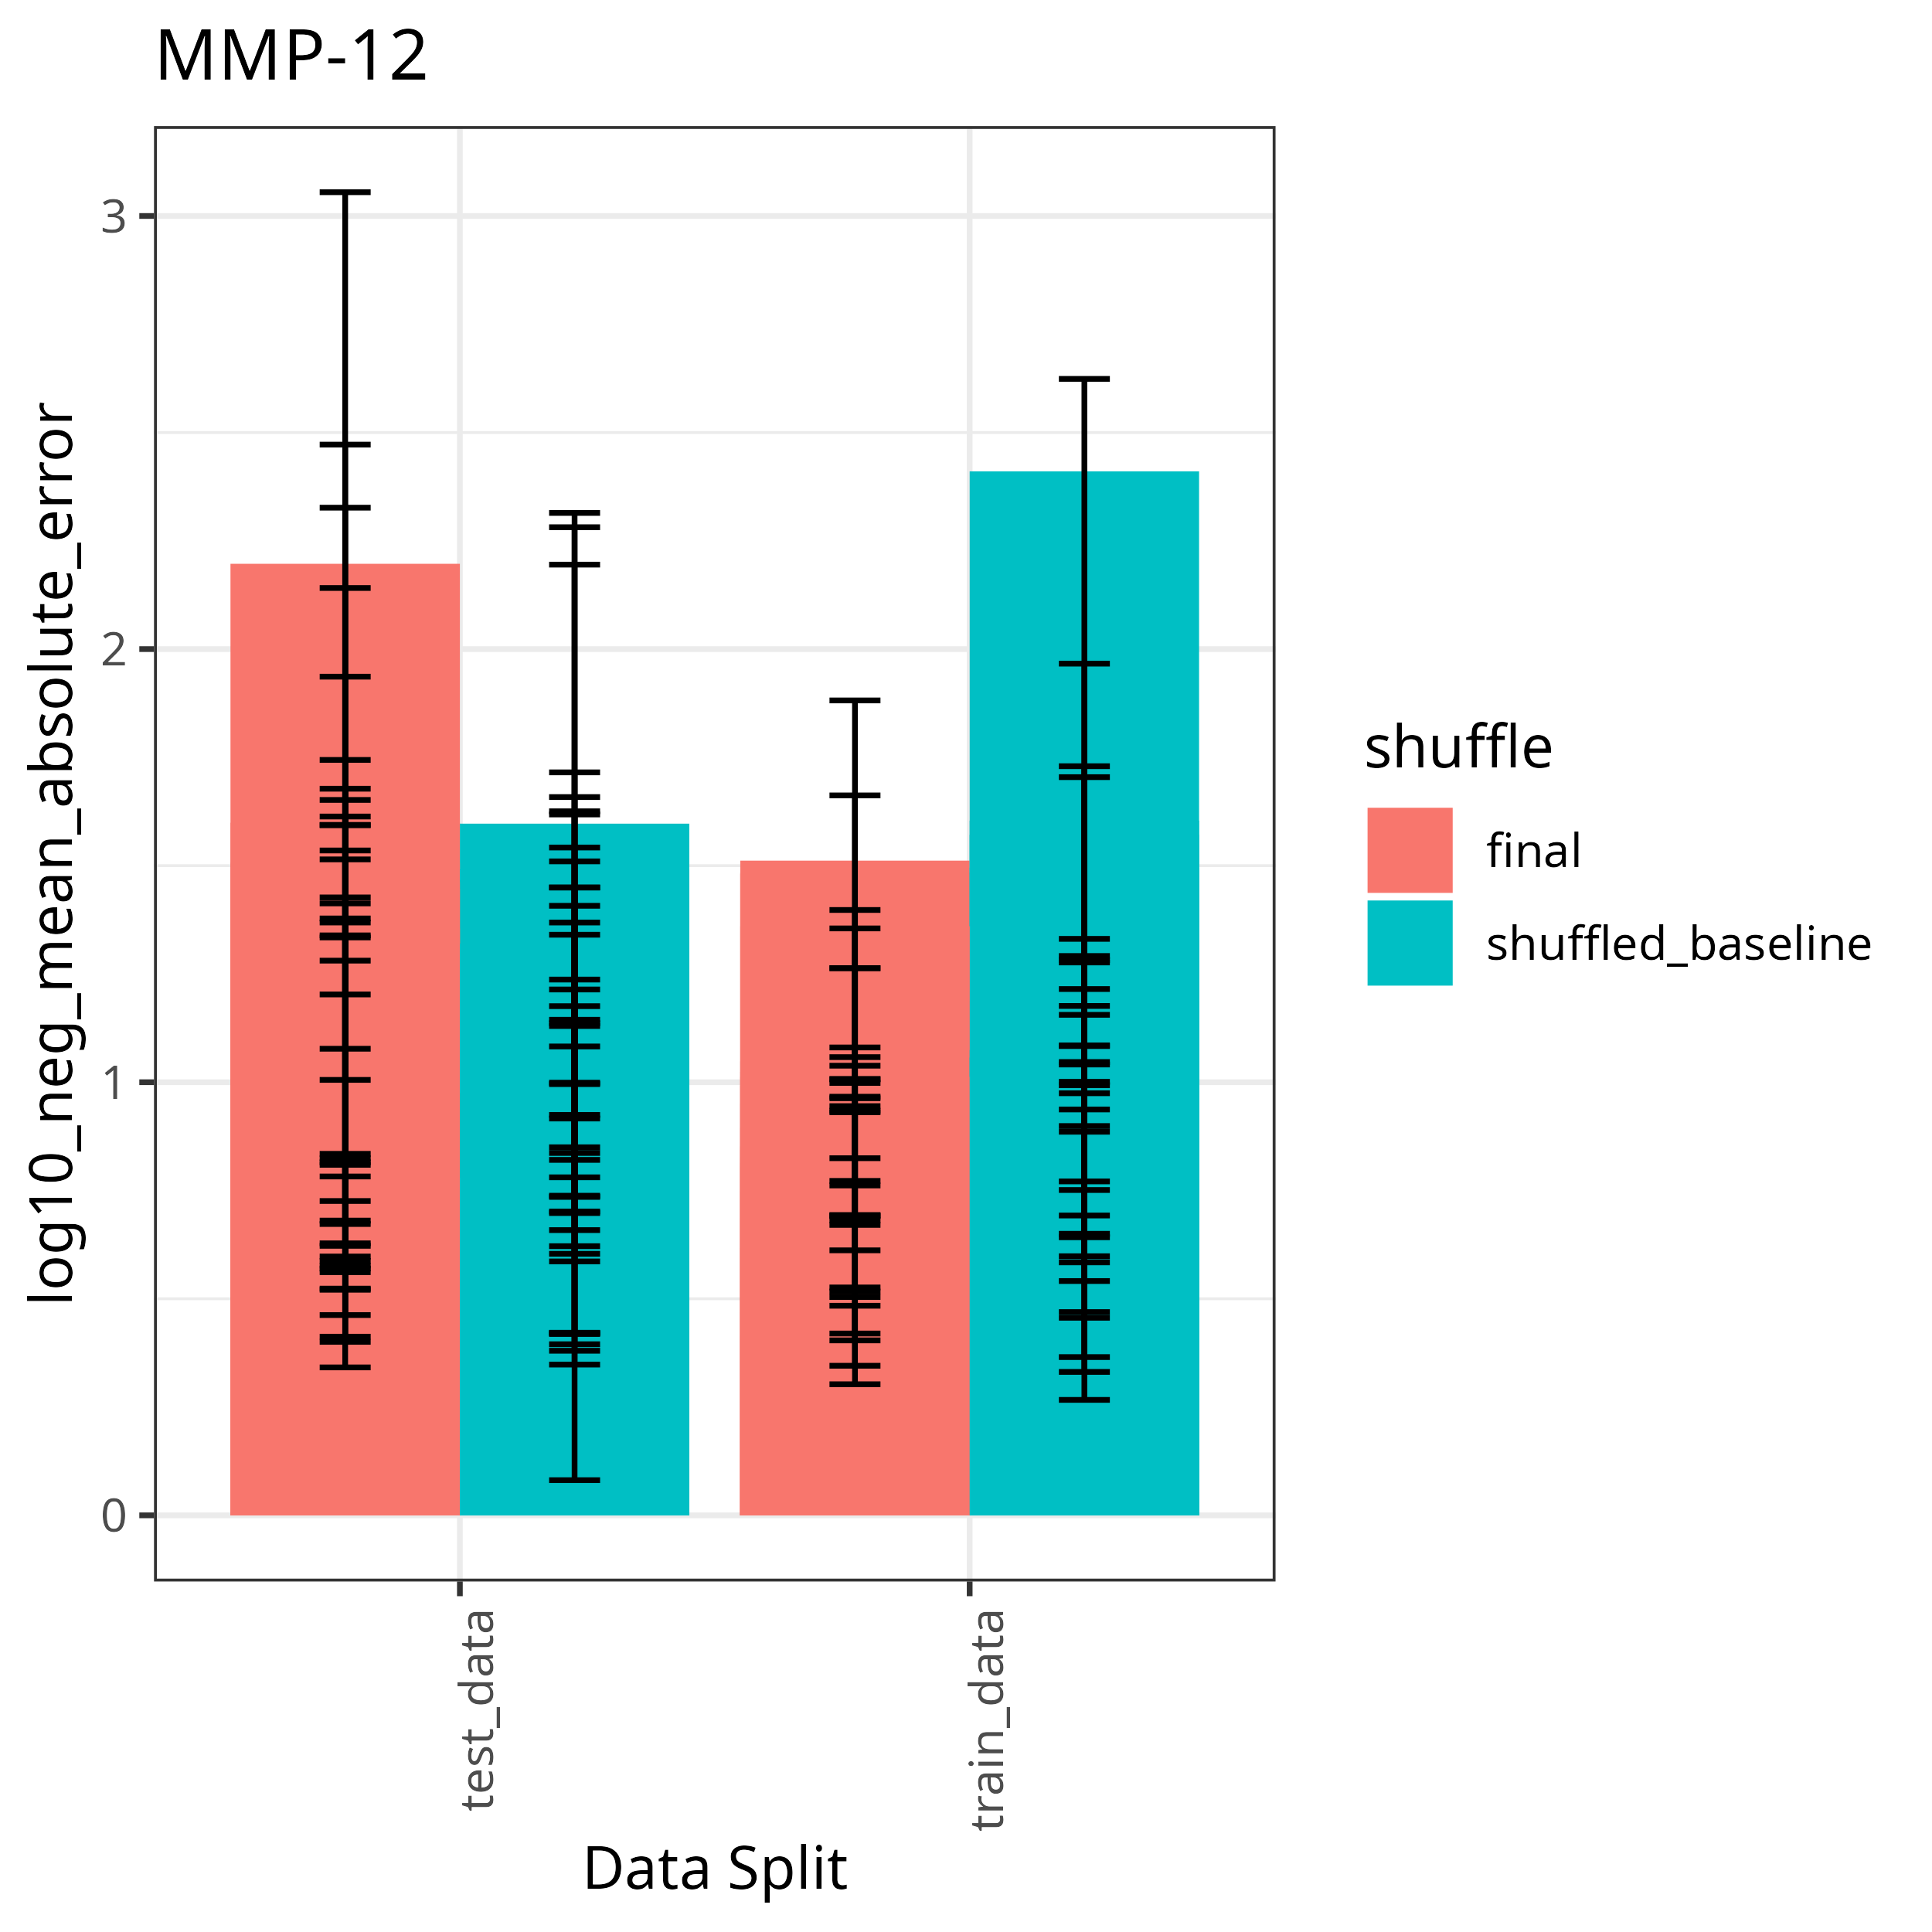 MMP-12
log10_neg_mean_absolute_error
3
2
1
0
test_data
train_data
Data Split
shuffle
final
shuffled_baseline